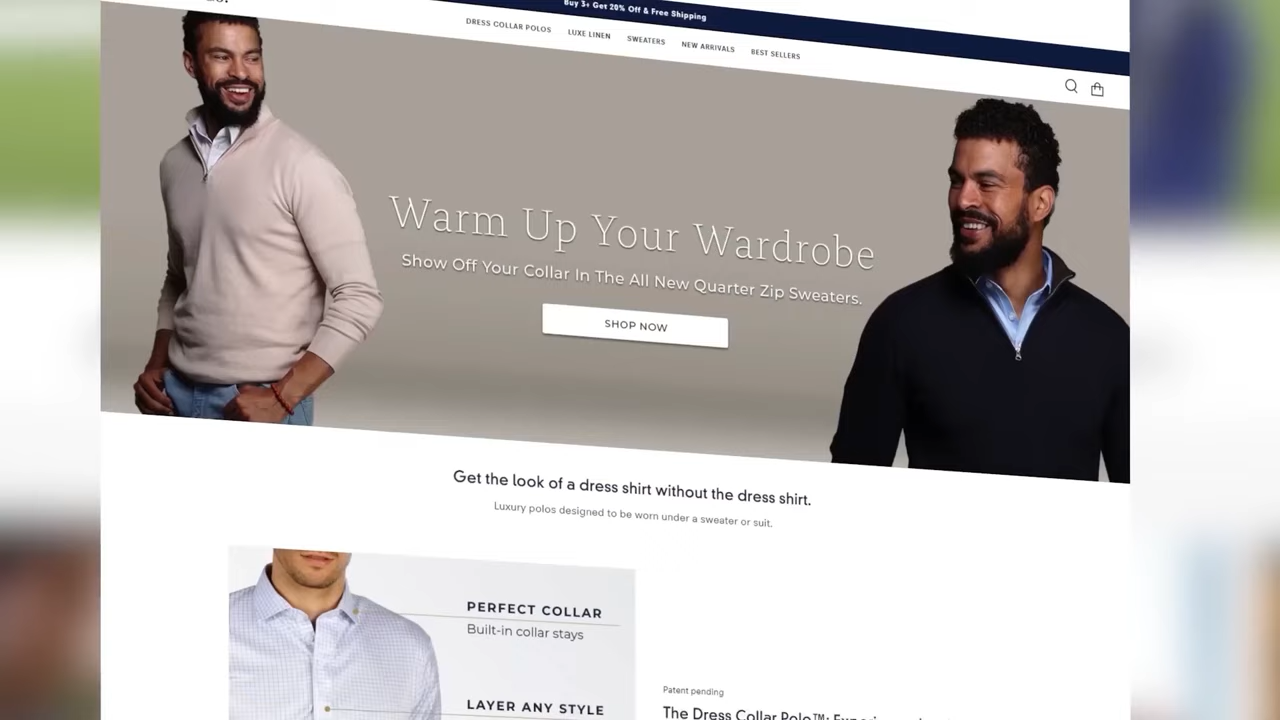 Buy 3+ Get 20% Off & Free Shipping
DRESS COLLAR POLOS LUXE LINEN SWEATERS NEW ARRIVALS BEST SELLERS
Warm Up Your Wardrobe
Show Off Your Collar In The All New Quarter Zip Sweaters.
SHOP NOW
Get the look of a dress shirt without the dress shirt.
Luxury polos designed to be worn under a sweater or suit.
PERFECT COLLAR
Built-in collar stays
LAYER ANY STYLE
Patent pending
The Dress Collar Polo™: